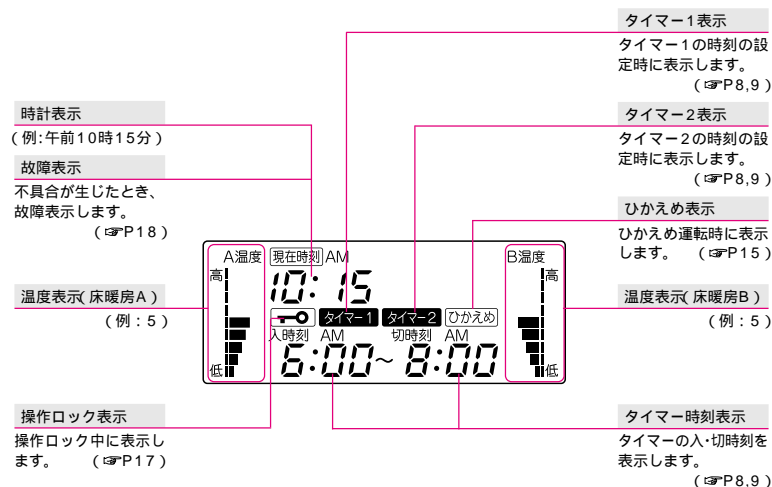 タイマー1表示
タイマー1の時刻の設
定時に表示します。
(☞P8,9)
時計表示
(例:午前10時15分)
タイマー2表示
タイマー2の時刻の設
定時に表示します。
(☞P8,9)
故障表示
不具合が生じたとき、
故障表示します。
(☞P18)
ひかえめ表示
ひかえめ運転時に表示
します。 (☞P15)
A温度 現在時刻 AM B温度
高 10:15 高
タイマー1 タイマー2 ひかえめ
入時刻 AM 切時刻 AM
低 6:00~8:00 低
温度表示(床暖房A)
(例:5)
温度表示(床暖房B)
(例:5)
操作ロック表示
操作ロック中に表示し
ます。 (☞P17)
タイマー時刻表示
タイマーの入・切時刻を
表示します。
(☞P8,9)